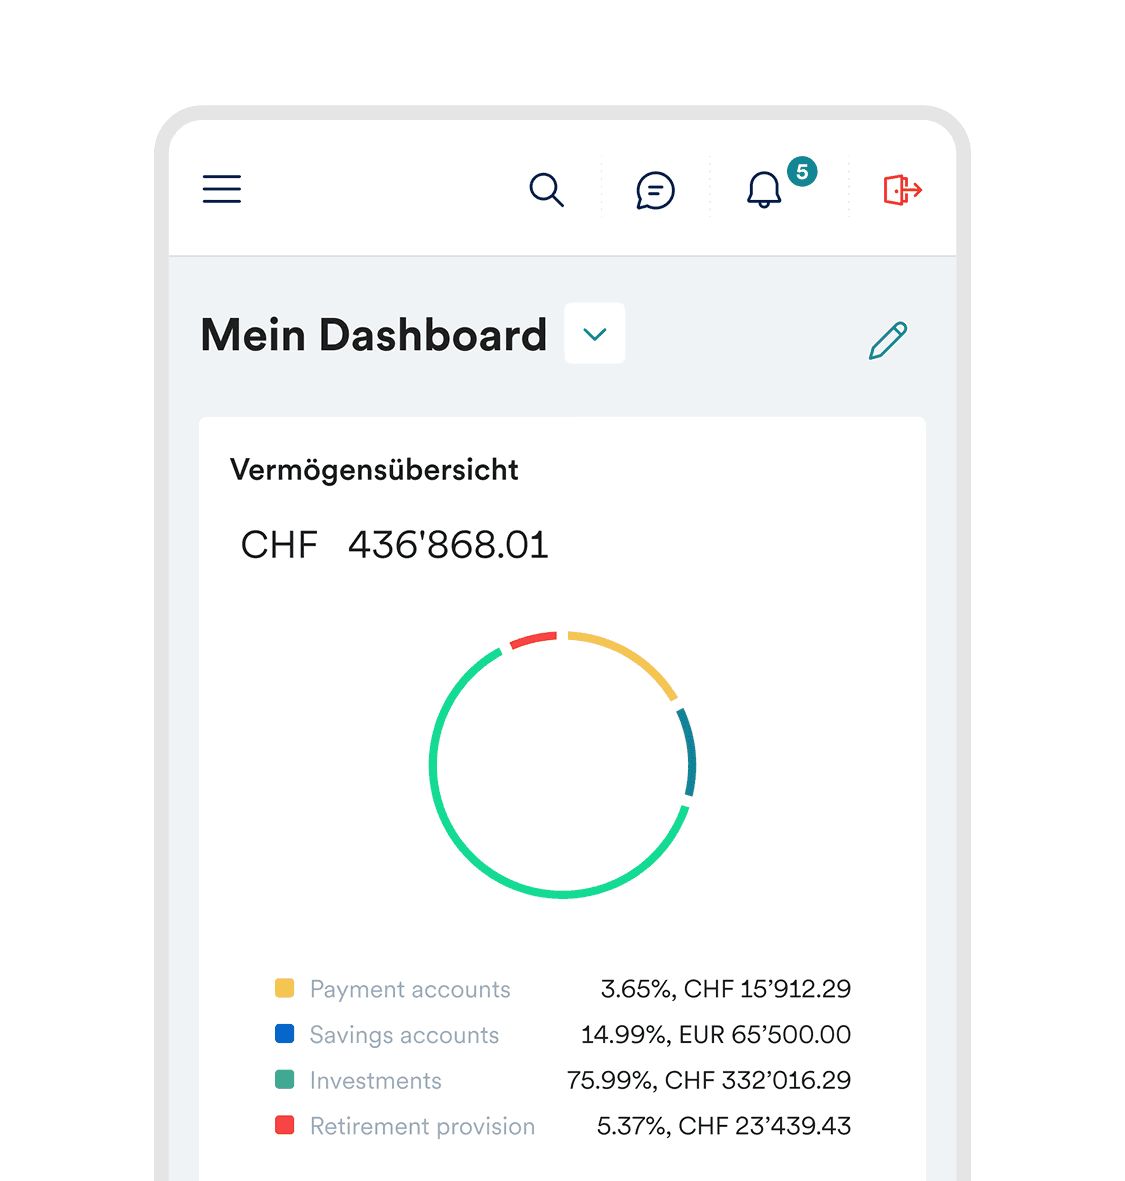 5
Mein Dashboard
Vermögensübersicht
CHF 436'868.01
Payment accounts 3.65%, CHF 15’912.29
Savings accounts 14.99%, EUR 65’500.00
Investments 75.99%, CHF 332’016.29
Retirement provision 5.37%, CHF 23’439.43